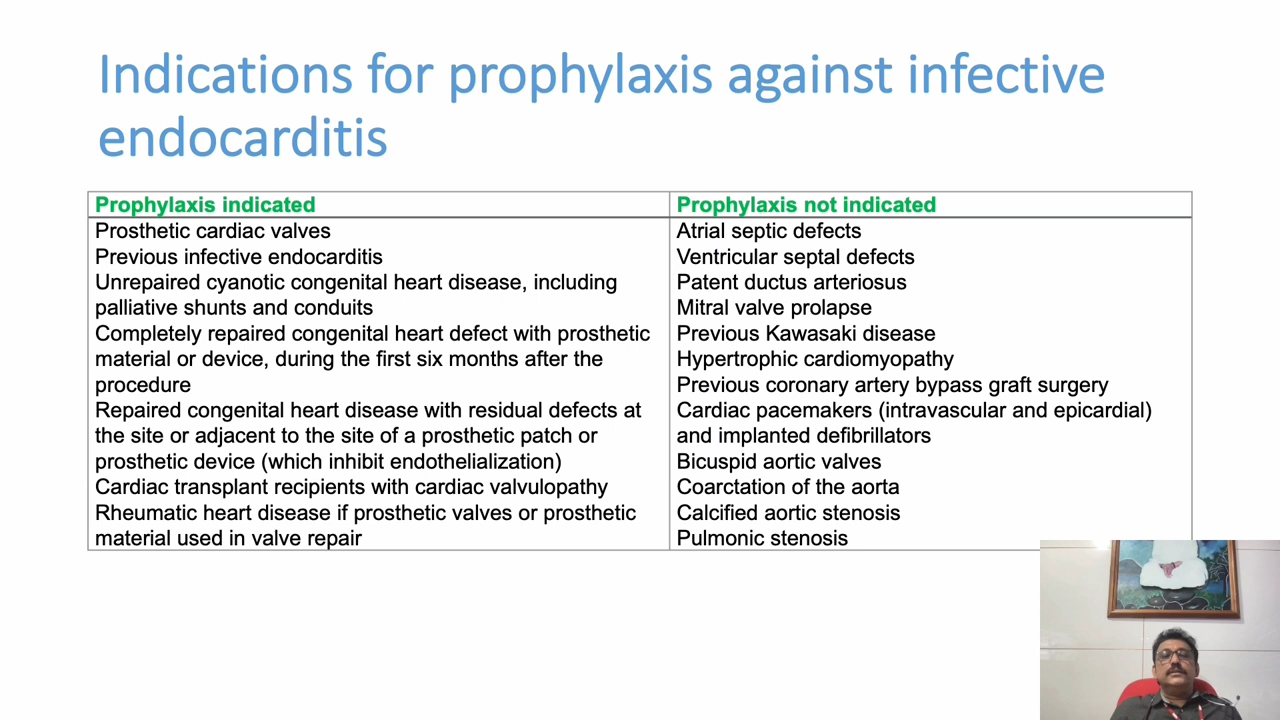 Indications for prophylaxis against infective
endocarditis
Prophylaxis indicated
Prosthetic cardiac valves
Previous infective endocarditis
Unrepaired cyanotic congenital heart disease, including
palliative shunts and conduits
Completely repaired congenital heart defect with prosthetic
material or device, during the first six months after the
procedure
Repaired congenital heart disease with residual defects at
the site or adjacent to the site of a prosthetic patch or
prosthetic device (which inhibit endothelialization)
Cardiac transplant recipients with cardiac valvulopathy
Rheumatic heart disease if prosthetic valves or prosthetic
material used in valve repair
Prophylaxis not indicated
Atrial septic defects
Ventricular septal defects
Patent ductus arteriosus
Mitral valve prolapse
Previous Kawasaki disease
Hypertrophic cardiomyopathy
Previous coronary artery bypass graft surgery
Cardiac pacemakers (intravascular and epicardial)
and implanted defibrillators
Bicuspid aortic valves
Coarctation of the aorta
Calcified aortic stenosis
Pulmonic stenosis